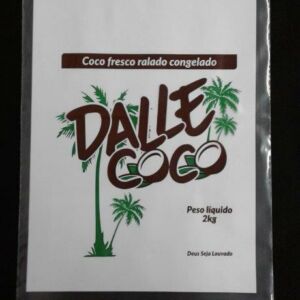 Coco fresco ralado congelado
DALLE
COCO
Peso líquido
2kg
Deus Seja Louvado